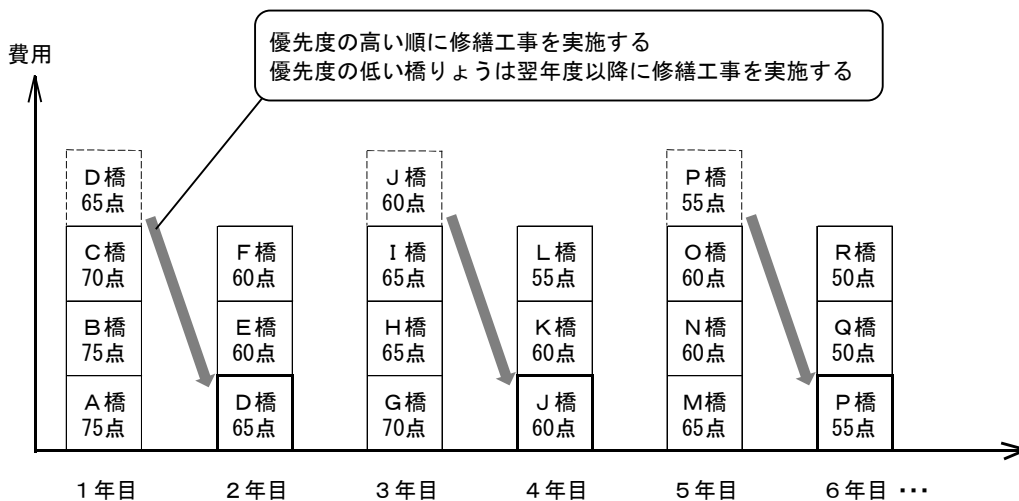 優先度の高い順に修繕工事を実施する
優先度の低い橋りょうは翌年度以降に修繕工事を実施する
費用
D橋
65点
C橋
70点
B橋
75点
A橋
75点
F橋
60点
E橋
60点
D橋
65点
J橋
60点
I橋
65点
H橋
65点
G橋
70点
L橋
55点
K橋
60点
J橋
60点
P橋
55点
O橋
60点
N橋
60点
M橋
65点
R橋
50点
Q橋
50点
P橋
55点
1年目
2年目
3年目
4年目
5年目
6年目 ・・・